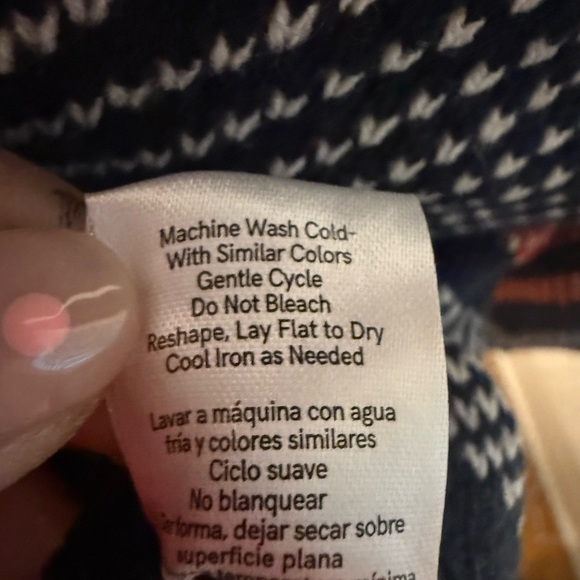 Machine Wash Cold-
With Similar Colors
Gentle Cycle
Do Not Bleach
Reshape, Lay Flat to Dry
Cool Iron as Needed
Lavar a máquina con agua
fría y colores similares
Ciclo suave
No blanquear
forma, dejar secar sobre
superficie plana